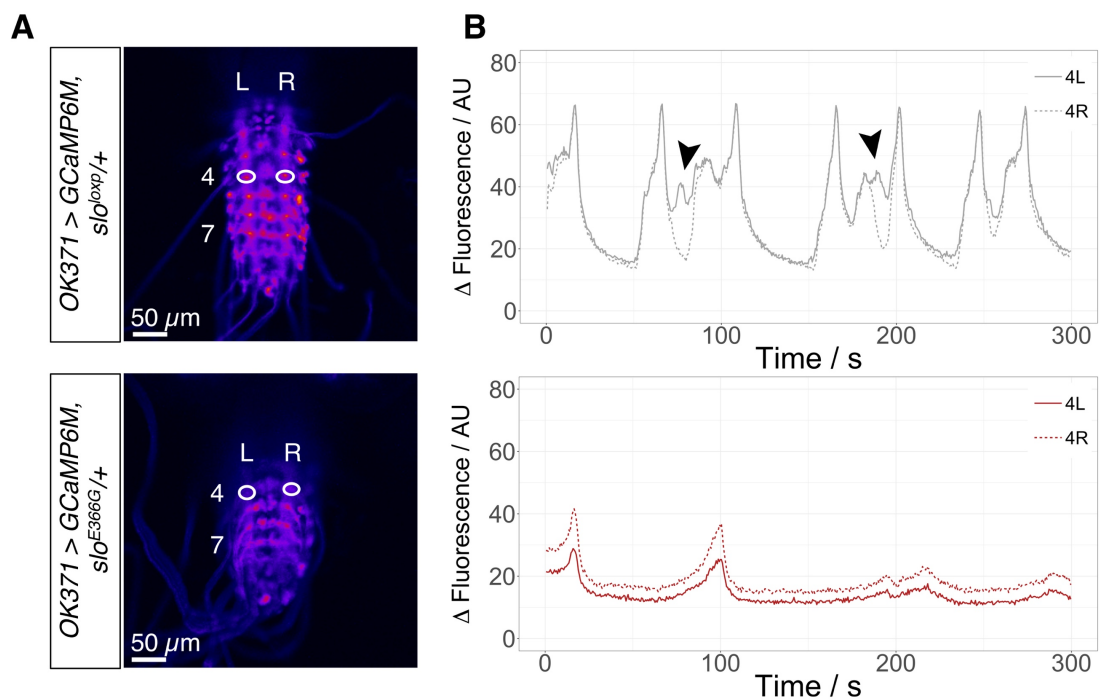 A
OK371 > GCaMP6M,
slo^loxp/+
L R
4
7
50 µm
B
Δ Fluorescence / AU
80
60
40
20
0
4L
4R
0 100 200 300
Time / s
OK371 > GCaMP6M,
slo^E366G/+
L R
4
7
50 µm
Δ Fluorescence / AU
80
60
40
20
0
4L
4R
0 100 200 300
Time / s